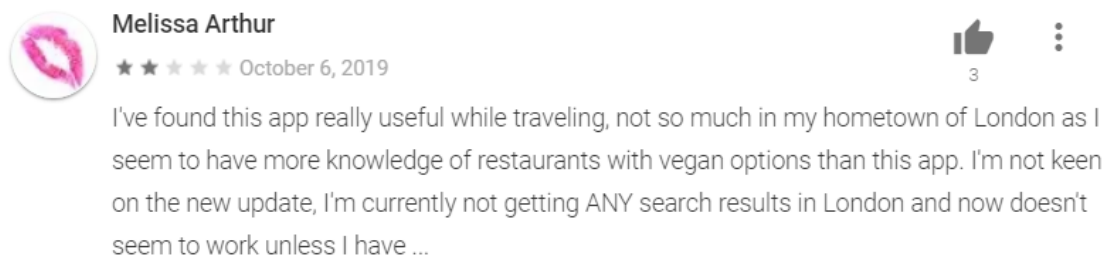 Melissa Arthur
October 6, 2019
3
I've found this app really useful while traveling, not so much in my hometown of London as I
seem to have more knowledge of restaurants with vegan options than this app. I'm not keen
on the new update, I'm currently not getting ANY search results in London and now doesn't
seem to work unless I have ...